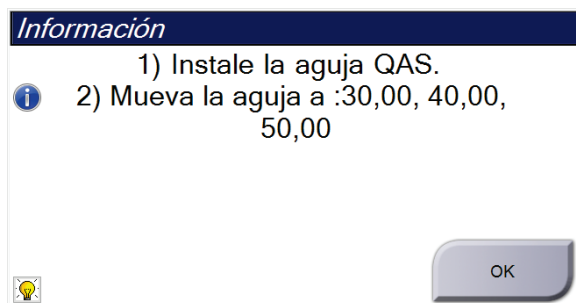 Información
1) Instale la aguja QAS.
2) Mueva la aguja a :30,00, 40,00,
50,00
OK